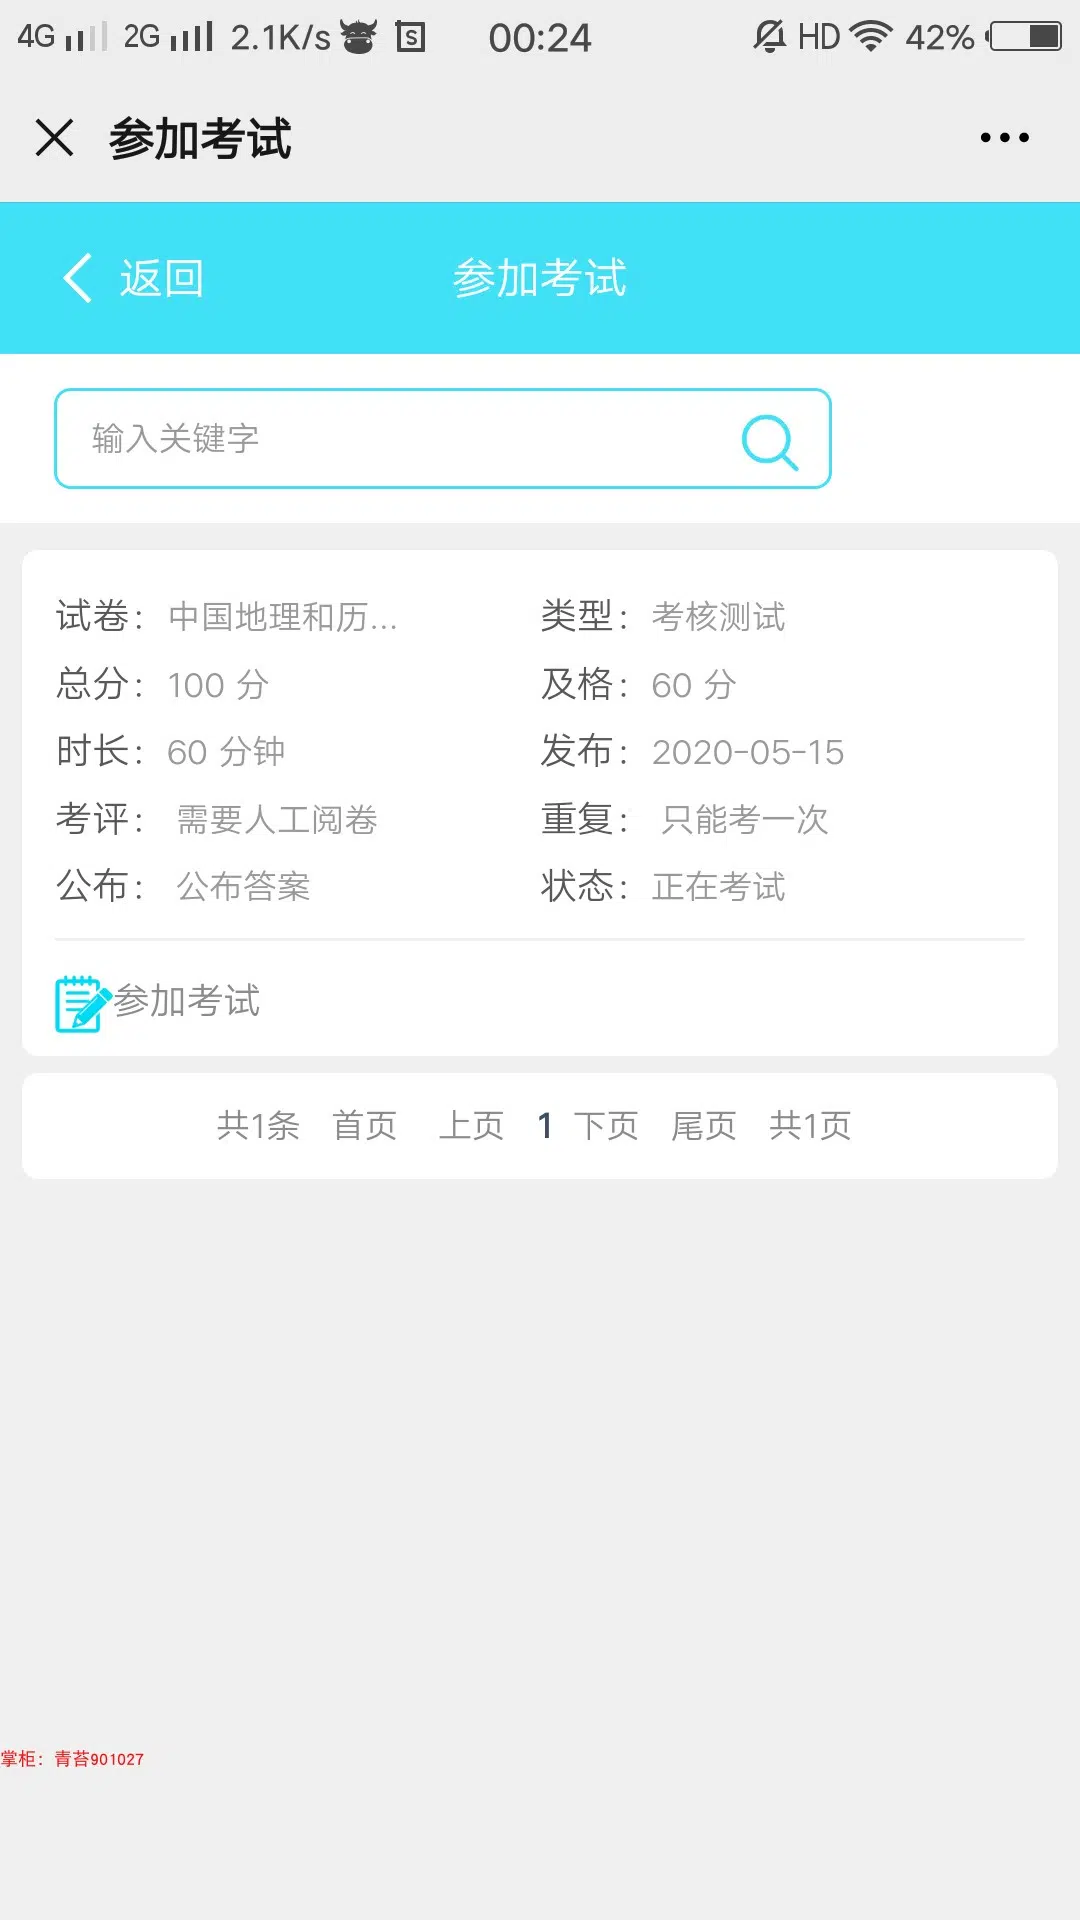 4G 2G 2.1K/s S 00:24 HD 42%
参加考试
返回 参加考试
输入关键字
试卷： 中国地理和历... 类型： 考核测试
总分： 100 分 及格： 60 分
时长： 60 分钟 发布： 2020-05-15
考评： 需要人工阅卷 重复： 只能考一次
公布： 公布答案 状态： 正在考试
参加考试
共1条 首页 上页 1 下页 尾页 共1页
掌柜：青苔901027